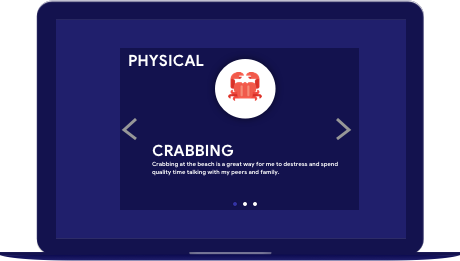 PHYSICAL
CRABBING
Crabbing at the beach is a great way for me to destress and spend
quality time talking with my peers and family.